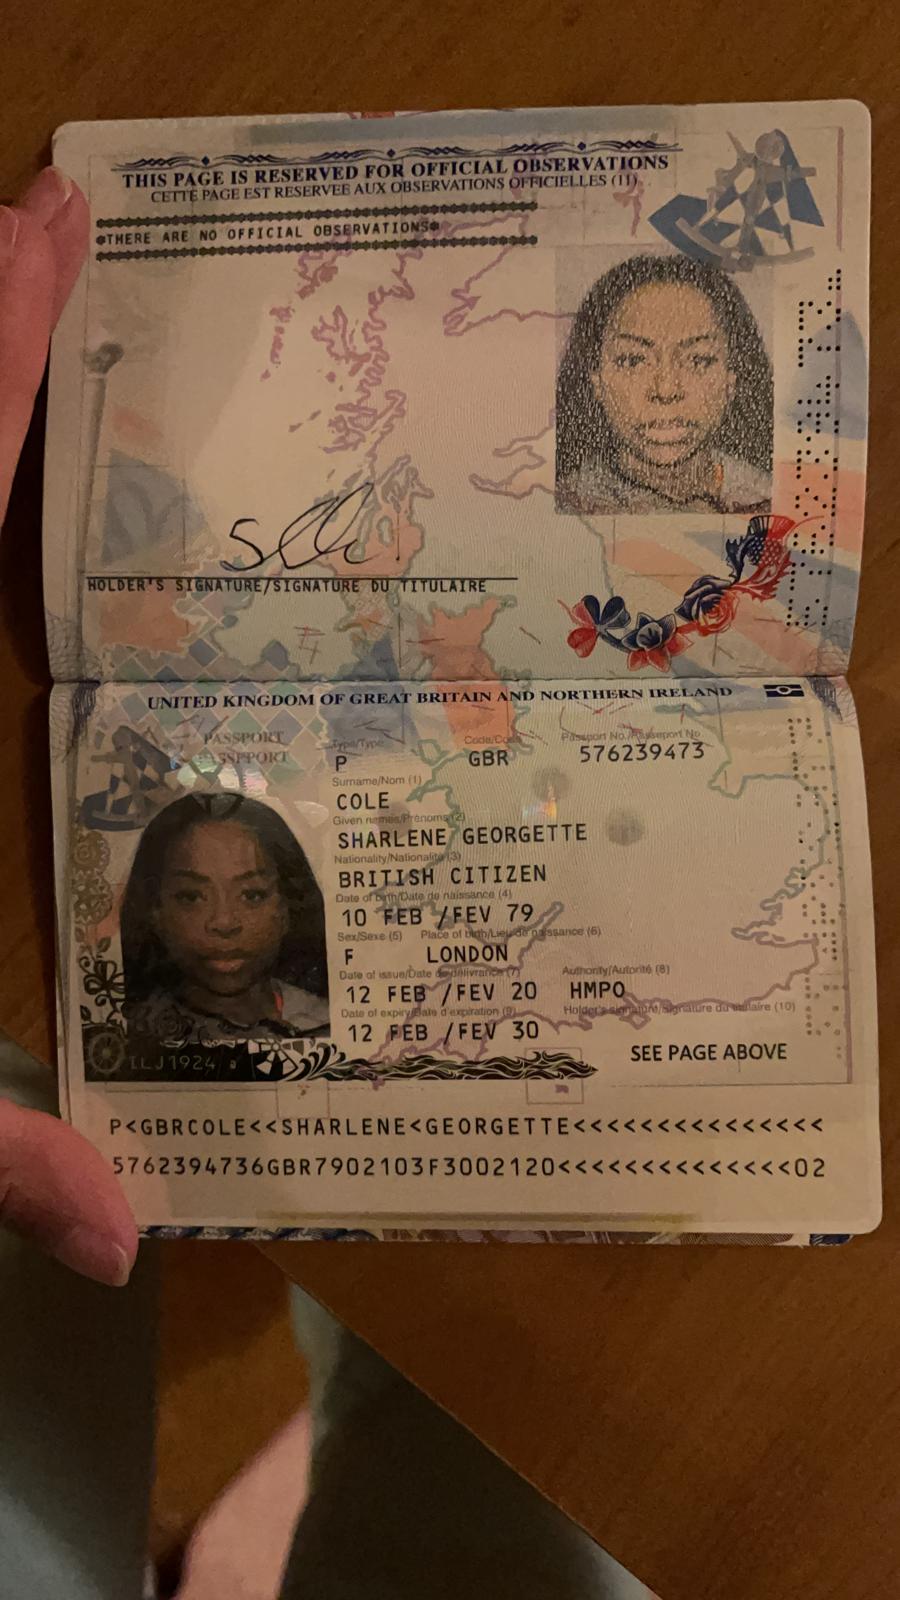 THIS PAGE IS RESERVED FOR OFFICIAL OBSERVATIONS
CETTE PAGE EST RESERVEE AUX OBSERVATIONS OFFICIELLES (11)
*THERE ARE NO OFFICIAL OBSERVATIONS*
HOLDER'S SIGNATURE/SIGNATURE DU TITULAIRE
UNITED KINGDOM OF GREAT BRITAIN AND NORTHERN IRELAND
PASSPORT
PASSEPORT
Type/Type Code/Code Passport No./Passeport No.
P GBR 576239473
Surname/Nom (1)
COLE
Given names/Prénoms (2)
SHARLENE GEORGETTE
Nationality/Nationalité (3)
BRITISH CITIZEN
Date of birth/Date de naissance (4)
10 FEB /FEV 79
Sex/Sexe (5) Place of birth/Lieu de naissance (6)
F LONDON
Date of issue/Date de délivrance (7) Authority/Autorité (8)
12 FEB /FEV 20 HMPO
Date of expiry/Date d'expiration (9) Holder's signature/Signature du titulaire (10)
12 FEB /FEV 30
SEE PAGE ABOVE
ILJ1924
P<GBRCOLE<<SHARLENE<GEORGETTE<<<<<<<<<<<<<<<
5762394736GBR7902103F3002120<<<<<<<<<<<<<<02